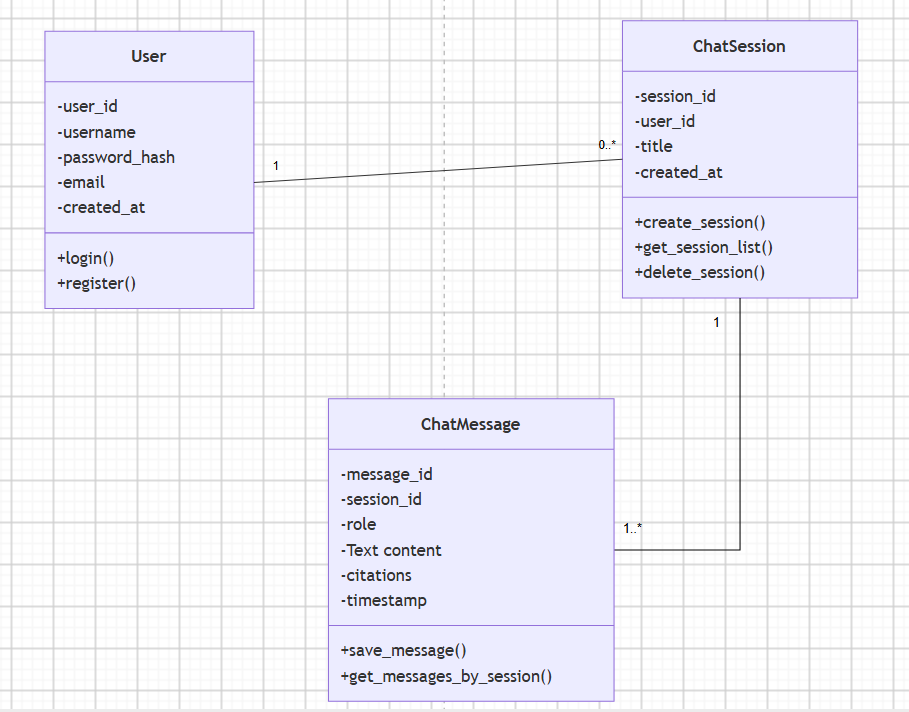 User
-user_id
-username
-password_hash
-email
-created_at
+login()
+register()
1
0..*
ChatSession
-session_id
-user_id
-title
-created_at
+create_session()
+get_session_list()
+delete_session()
1
1..*
ChatMessage
-message_id
-session_id
-role
-Text content
-citations
-timestamp
+save_message()
+get_messages_by_session()